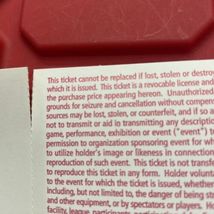 This ticket cannot be replaced if lost, stolen or destroy
which it is issued. This ticket is a revocable license and
the purchase price appearing hereon. Unauthorized
grounds for seizure and cancellation without compen
sources may be lost, stolen, or counterfeit, and if so a
not to transmit or aid in transmitting any description
game, performance, exhibition or event ("event") t
permission to organization sponsoring event for wh
to utilize holder's image or likeness in connection
reproduction of such event. This ticket is not transfe
to reproduce this ticket in any form. Holder volunta
to the event for which the ticket is issued, whether
including, but not limited to, the danger of being stru
and other equipment, or by spectators or players. H
facility, league, participants